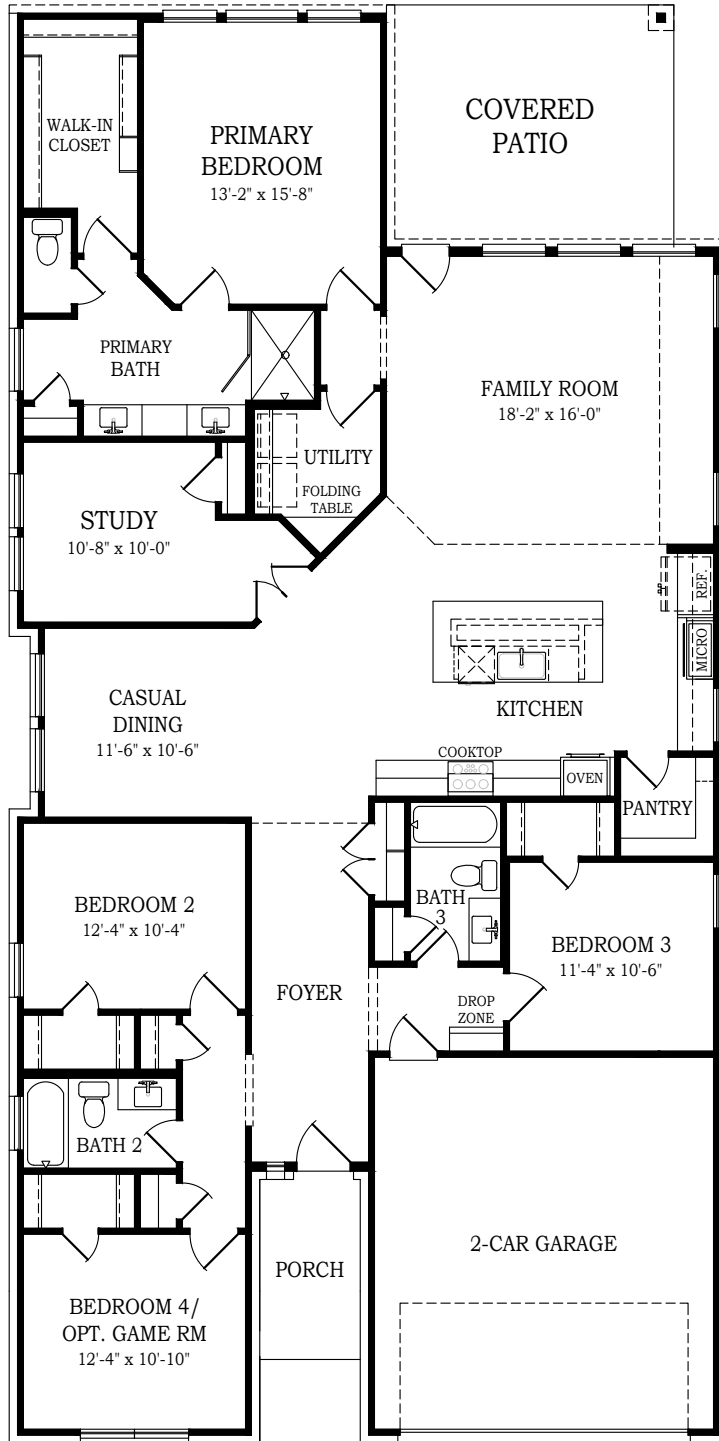 WALK-IN
CLOSET
PRIMARY
BEDROOM
13'-2" x 15'-8"
COVERED
PATIO
PRIMARY
BATH
FAMILY ROOM
18'-2" x 16'-0"
UTILITY
FOLDING
TABLE
STUDY
10'-8" x 10'-0"
REF.
MICRO
KITCHEN
CASUAL
DINING
11'-6" x 10'-6"
COOKTOP
OVEN
PANTRY
BEDROOM 2
12'-4" x 10'-4"
BATH
3
BEDROOM 3
11'-4" x 10'-6"
FOYER
DROP
ZONE
BATH 2
2-CAR GARAGE
PORCH
BEDROOM 4/
OPT. GAME RM
12'-4" x 10'-10"